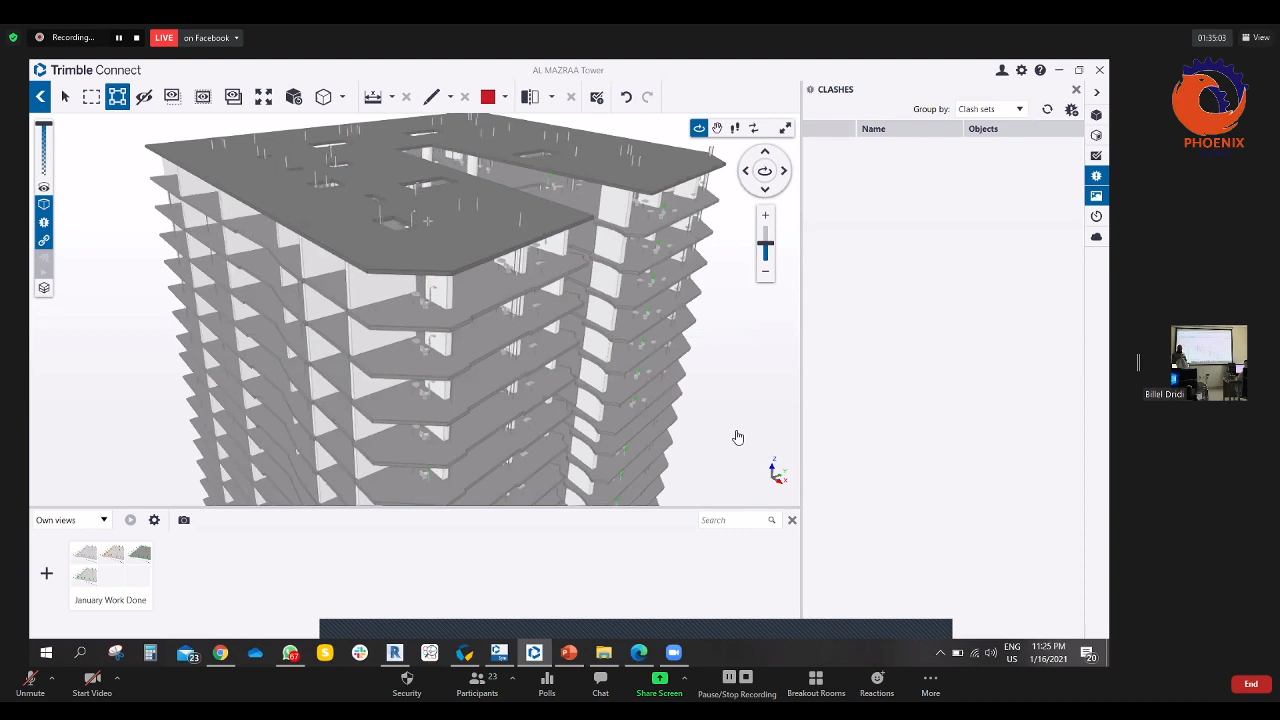 Recording...
LIVE
on Facebook
01:35:03
View
Trimble Connect
AL MAZRAA Tower
CLASHES
Group by:
Clash sets
Name
Objects
PHOENIX
Billel Dridi
Z
Y
X
Own views
Search
January Work Done
23
67
ENG
US
11:25 PM
1/16/2021
20
Unmute
Start Video
Security
Participants
23
Polls
Chat
Share Screen
Pause/Stop Recording
Breakout Rooms
Reactions
More
End